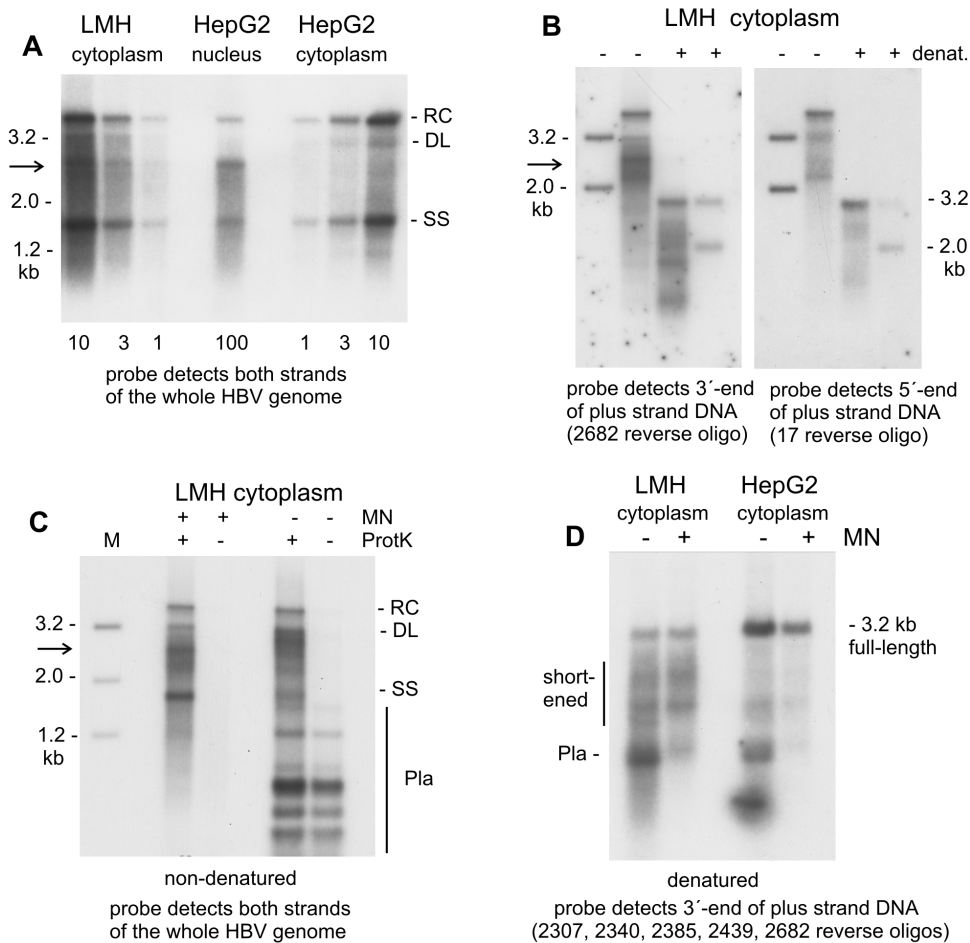 A
LMH HepG2 HepG2
cytoplasm nucleus cytoplasm
- RC
3.2 -
- DL
→
2.0 -
- SS
1.2 -
kb
10 3 1 100 1 3 10
probe detects both strands
of the whole HBV genome
B
LMH cytoplasm
- - + + - - + + denat.
3.2 -
→
2.0 -
kb
- 3.2
- 2.0
kb
probe detects 3´-end
of plus strand DNA
(2682 reverse oligo)
probe detects 5´-end
of plus strand DNA
(17 reverse oligo)
C
LMH cytoplasm
+ + - - MN
M + - + - ProtK
- RC
3.2 -
- DL
→
2.0 -
- SS
1.2 -
kb
Pla
non-denatured
probe detects both strands
of the whole HBV genome
D
LMH HepG2
cytoplasm cytoplasm
- + - + MN
- 3.2 kb
full-length
short-
ened
Pla -
denatured
probe detects 3´-end of plus strand DNA
(2307, 2340, 2385, 2439, 2682 reverse oligos)